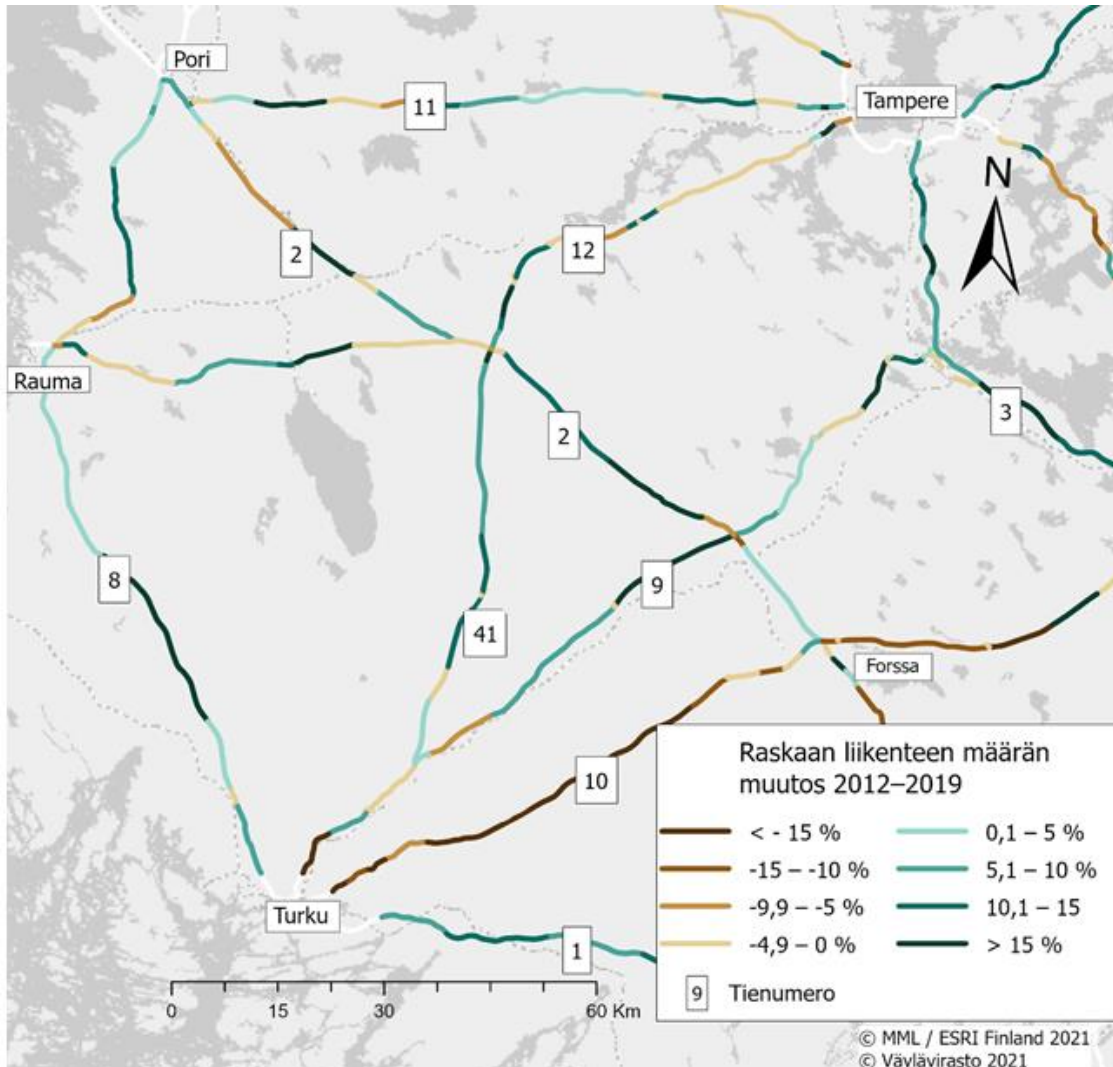 Pori
11
Tampere
N
2
12
Rauma
3
2
8
9
41
Forssa
10
Turku
1
Raskaan liikenteen määrän
muutos 2012–2019
< - 15 %
-15 – -10 %
-9,9 – -5 %
-4,9 – 0 %
0,1 – 5 %
5,1 – 10 %
10,1 – 15
> 15 %
9 Tienumero
0 15 30 60 Km
© MML / ESRI Finland 2021
© Väylävirasto 2021